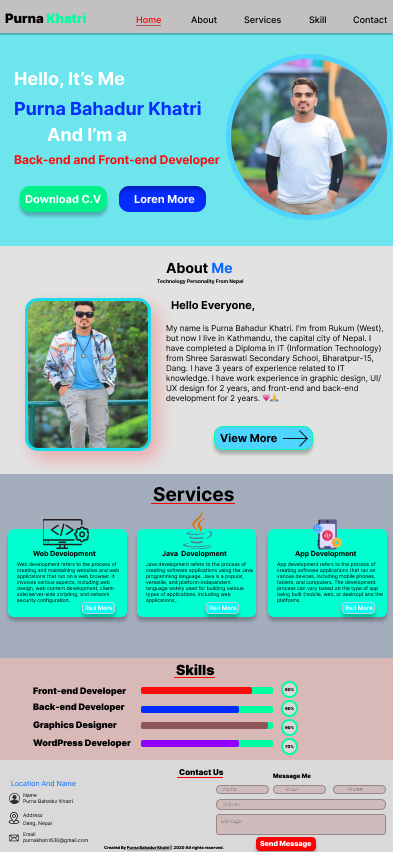 Purna Khatri
Home About Services Skill Contact
Hello, It's Me
Purna Bahadur Khatri
And I'm a
Back-end and Front-end Developer
Download C.V Loren More
About Me
Technology Personality From Nepal
Hello Everyone,
My name is Purna Bahadur Khatri. I'm from Rukum (West),
but now I live in Kathmandu, the capital city of Nepal. I
have completed a Diploma in IT (Information Technology)
from Shree Saraswati Secondary School, Bharatpur-15,
Dang. I have 3 years of experience related to IT
knowledge. I have work experience in graphic design, UI/
UX design for 2 years, and front-end and back-end
development for 2 years. 💗🙏
View More
Services
Web Development
Web development refers to the process of
creating and maintaining websites and web
applications that run on a web browser. It
involves various aspects, including web
design, web content development, client-
side/server-side scripting, and network
security configuration.
Red More
Java Development
Java development refers to the process of
creating software applications using the Java
programming language. Java is a popular,
versatile, and platform-independent
language widely used for building various
types of applications, including web
applications,
Red More
App Development
App development refers to the process of
creating software applications that run on
various devices, including mobile phones,
tablets, and computers. The development
process can vary based on the type of app
being built (mobile, web, or desktop) and the
platforms.
Red More
Skills
Front-end Developer 80%
Back-end Developer
Graphics Designer 90%
WordPress Developer 70%
Contact Us
Location And Name
Name
Purna Bahadur Khatri
Address
Dang, Nepal
Email
purnakhatri630@gmail.com
Message Me
Name Email Phone
Message
Send Message
Created By Purna Bahadur Khatri | 2020 All rights reserved.